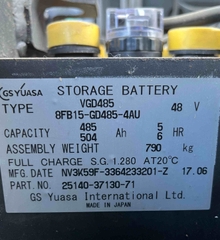 GS YUASA STORAGE BATTERY
TYPE VGD485 48 V
8FB15-GD485-4AU
CAPACITY 485 Ah 5 HR
504 6
ASSEMBLY WEIGHT 790 kg
FULL CHARGE S.G. 1.280 AT20°C
MFG. DATE NV3K59F-3364233201-Z 17.06
PART NO. 25140-37130-71
GS Yuasa International Ltd.
MADE IN JAPAN